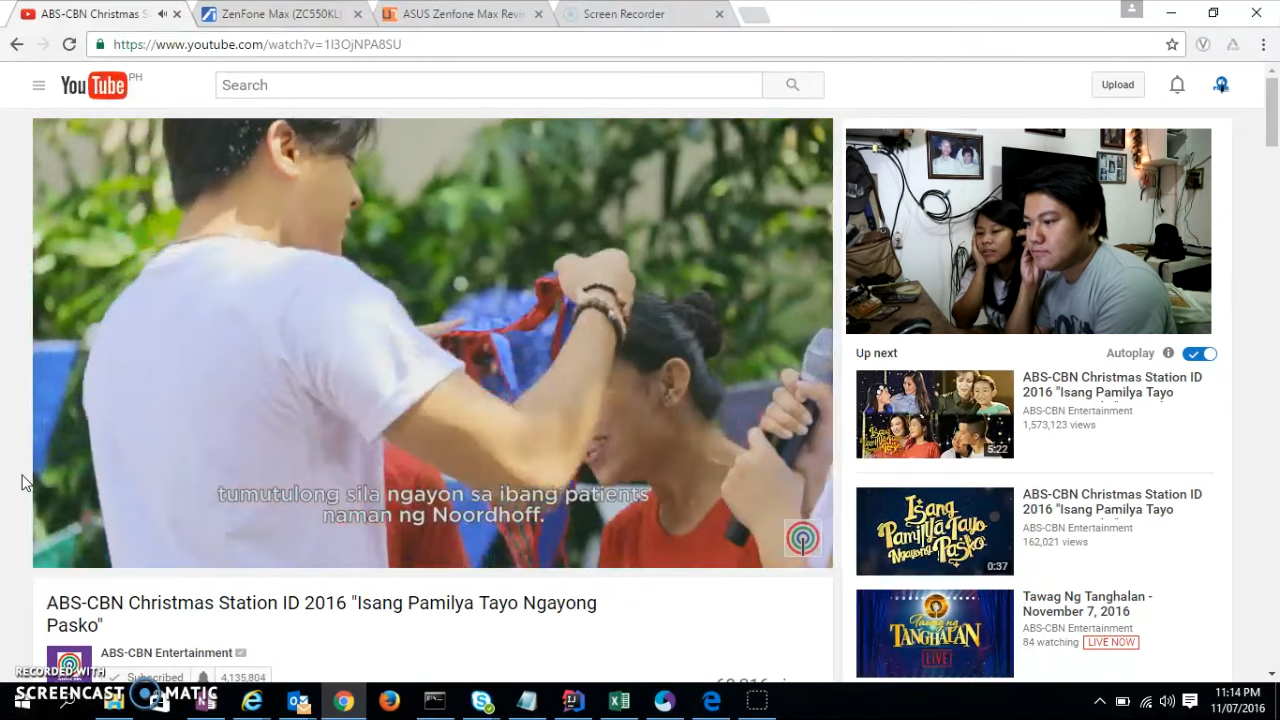 ABS-CBN Christmas S
ZenFone Max (ZC550KL)
ASUS Zenfone Max Revi
Screen Recorder
https://www.youtube.com/watch?v=1I3OjNPA8SU
YouTube PH
Search
Upload
tumutulong sila ngayon sa ibang patients
naman ng Noordhoff.
ABS-CBN Christmas Station ID 2016 "Isang Pamilya Tayo Ngayong
Pasko"
ABS-CBN Entertainment
Subscribed
Up next
Autoplay
ABS-CBN Christmas Station ID
2016 "Isang Pamilya Tayo
ABS-CBN Entertainment
1,573,123 views
5:22
Isang
Pamilya Tayo
Ngayong
Pasko
0:37
ABS-CBN Christmas Station ID
2016 "Isang Pamilya Tayo
ABS-CBN Entertainment
162,021 views
Tawag ng
TANGHALAN
LIVE
Tawag Ng Tanghalan -
November 7, 2016
ABS-CBN Entertainment
84 watching LIVE NOW
RECORDED WITH
SCREENCAST MATIC
11:14 PM
11/07/2016